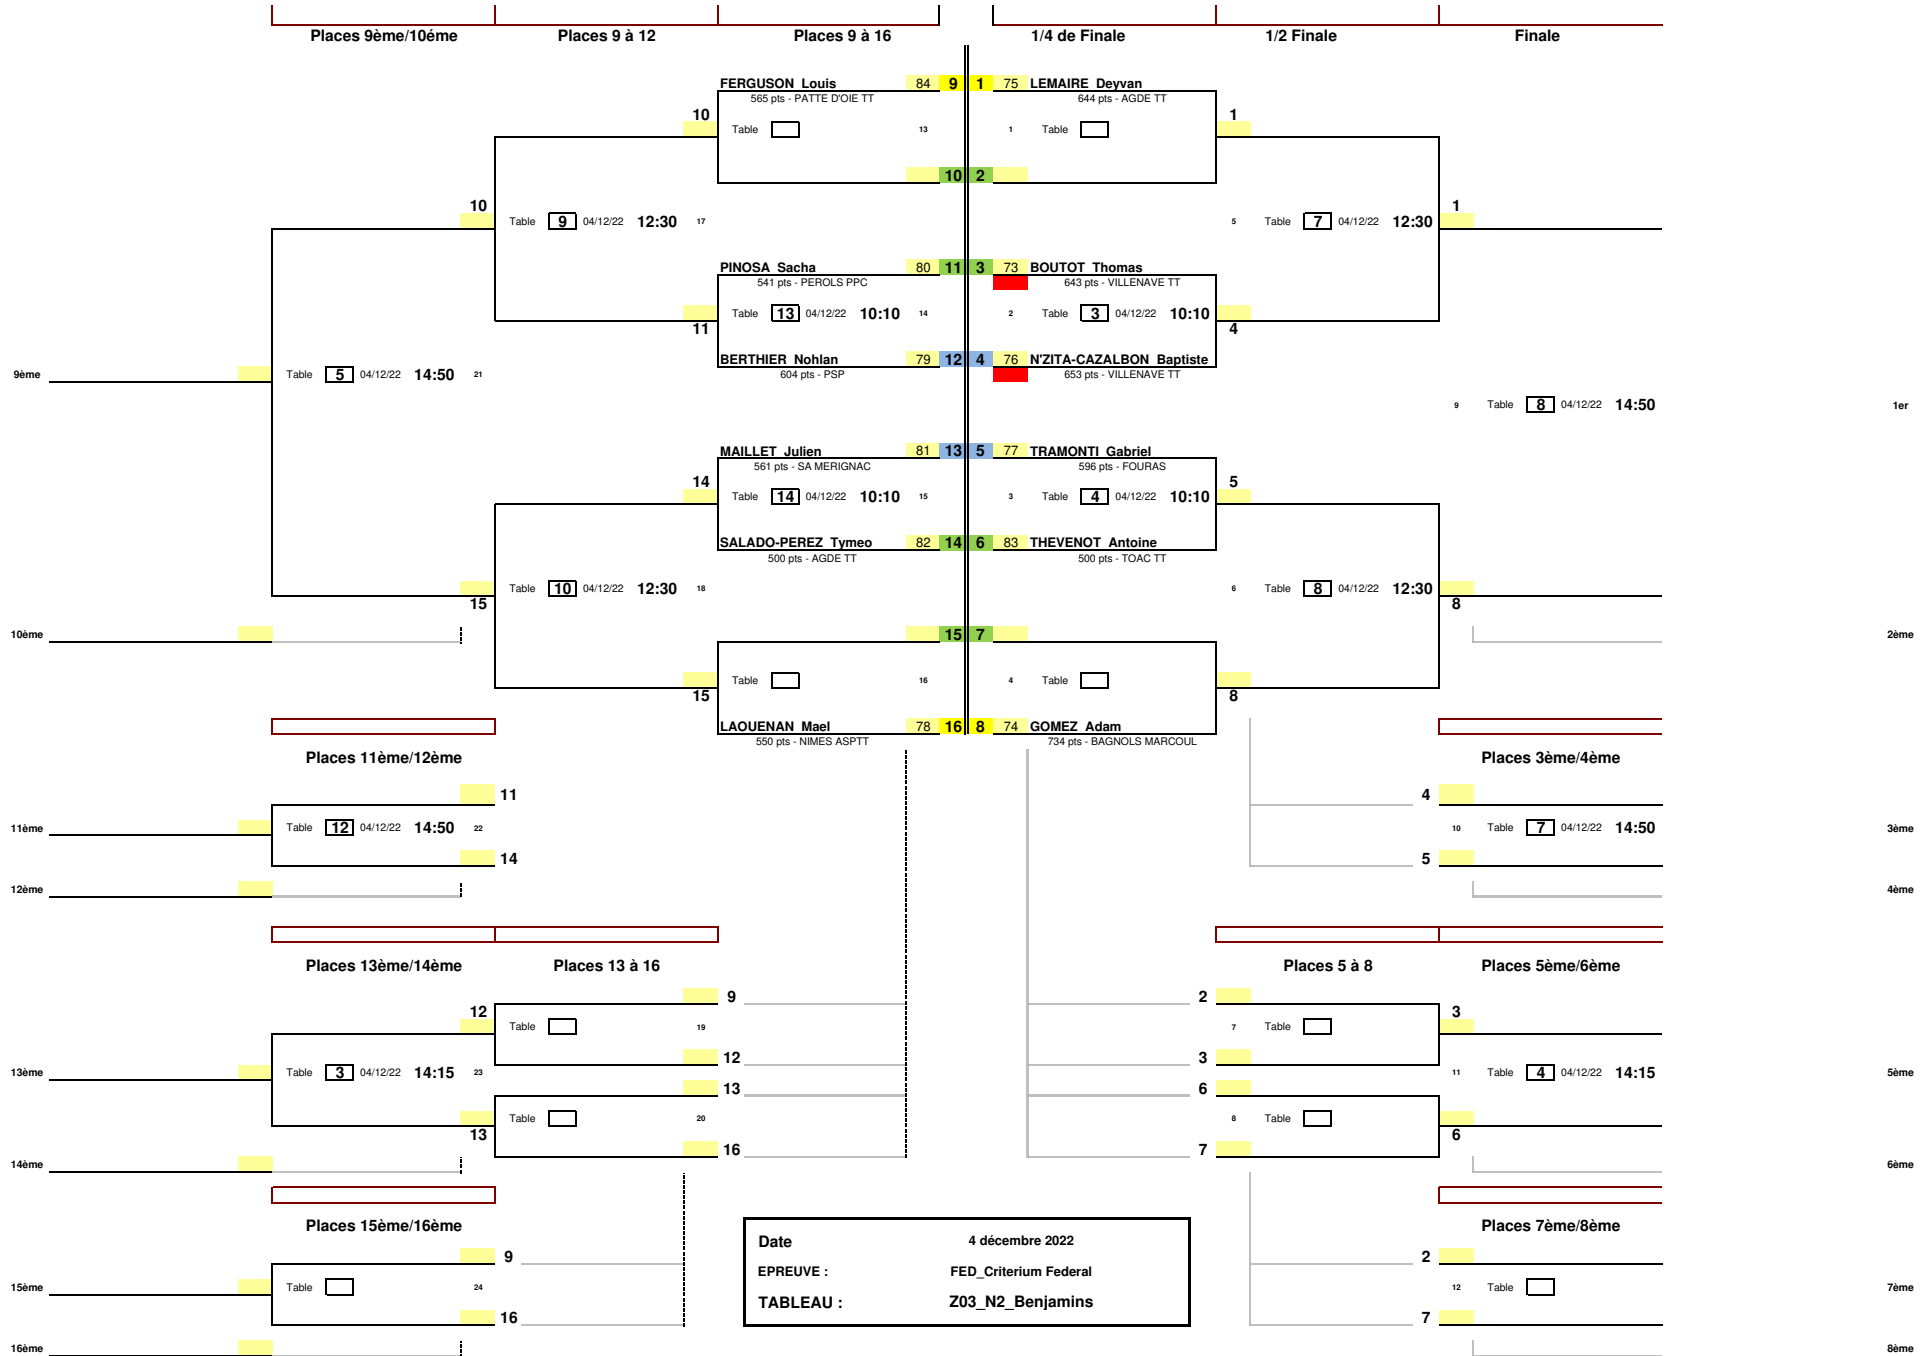 Places 9ème/10éme Places 9 à 12 Places 9 à 16 1/4 de Finale 1/2 Finale Finale
FERGUSON Louis 84 9 1 75 LEMAIRE Deyvan
565 pts - PATTE D'OIE TT 644 pts - AGDE TT
10 1
Table 13 1 Table
10 2
10 1
Table 9 04/12/22 12:30 17 5 Table 7 04/12/22 12:30
PINOSA Sacha 80 11 3 73 BOUTOT Thomas
541 pts - PEROLS PPC 643 pts - VILLENAVE TT
Table 13 04/12/22 10:10 14 2 Table 3 04/12/22 10:10
11 4
BERTHIER Nohlan 79 12 4 76 N'ZITA-CAZALBON Baptiste
9ème Table 5 04/12/22 14:50 21 604 pts - PSP 653 pts - VILLENAVE TT
9 Table 8 04/12/22 14:50 1er
MAILLET Julien 81 13 5 77 TRAMONTI Gabriel
561 pts - SA MERIGNAC 596 pts - FOURAS
14 5
Table 14 04/12/22 10:10 15 3 Table 4 04/12/22 10:10
SALADO-PEREZ Tymeo 82 14 6 83 THEVENOT Antoine
500 pts - AGDE TT 500 pts - TOAC TT
Table 10 04/12/22 12:30 18 6 Table 8 04/12/22 12:30
15 8
10ème 15 7 2ème
Table 16 4 Table
15 8
LAOUENAN Mael 78 16 8 74 GOMEZ Adam
550 pts - NIMES ASPTT 734 pts - BAGNOLS MARCOUL
Places 11ème/12ème Places 3ème/4ème
11 4
11ème Table 12 04/12/22 14:50 22 10 Table 7 04/12/22 14:50 3ème
14 5
12ème 4ème
Places 13ème/14ème Places 13 à 16 Places 5 à 8 Places 5ème/6ème
9 2
12 3
Table 19 7 Table
12 3
13ème Table 3 04/12/22 14:15 23 11 Table 4 04/12/22 14:15 5ème
13 6
Table 20 8 Table
13 6
16 7
14ème 6ème
Places 15ème/16ème Places 7ème/8ème
Date 4 décembre 2022
9 2
EPREUVE : FED_Criterium Federal
15ème Table 24 12 Table 7ème
TABLEAU : Z03_N2_Benjamins
16 7
16ème 8ème